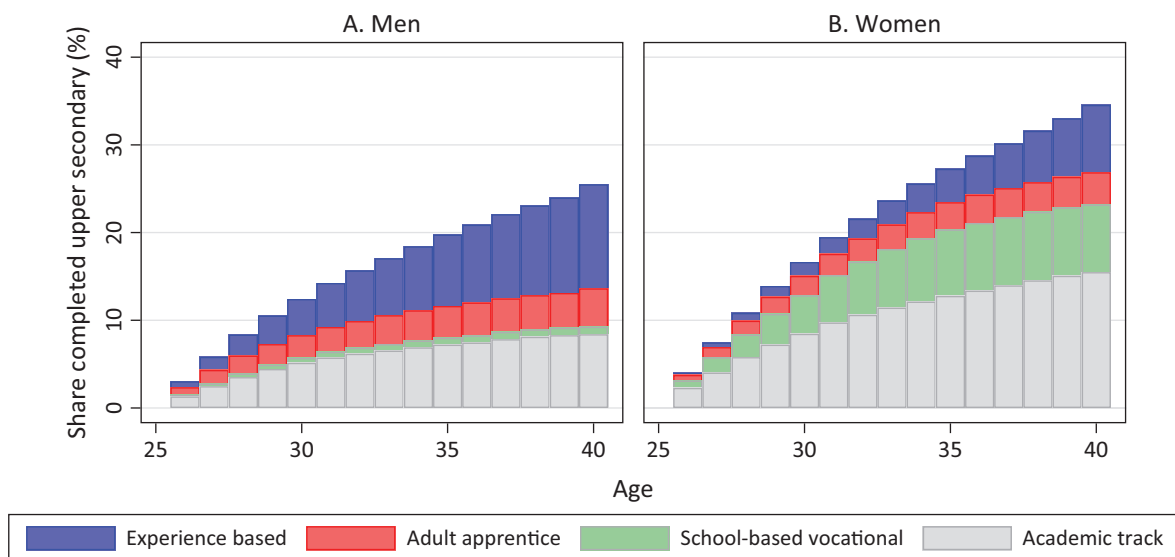 A. Men
B. Women
Share completed upper secondary (%)
40
30
20
10
0
25 30 35 40
25 30 35 40
Age
Experience based Adult apprentice School-based vocational Academic track